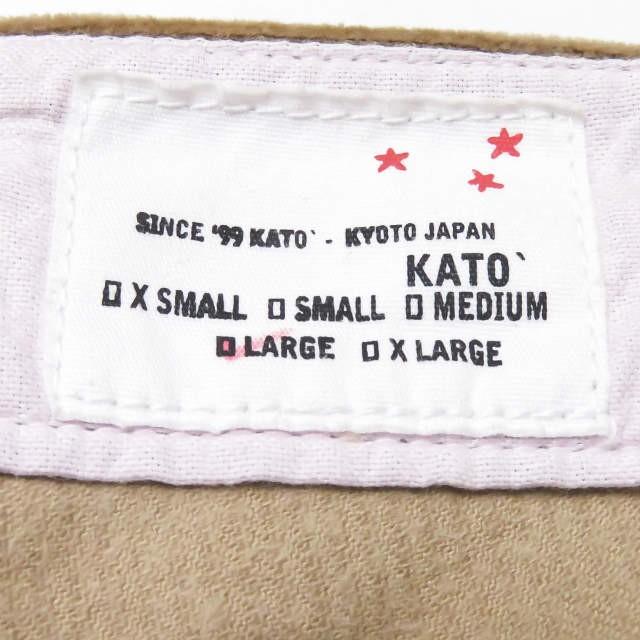 SINCE '99 KATO` - KYOTO JAPAN
KATO`
X SMALL SMALL MEDIUM
LARGE X LARGE